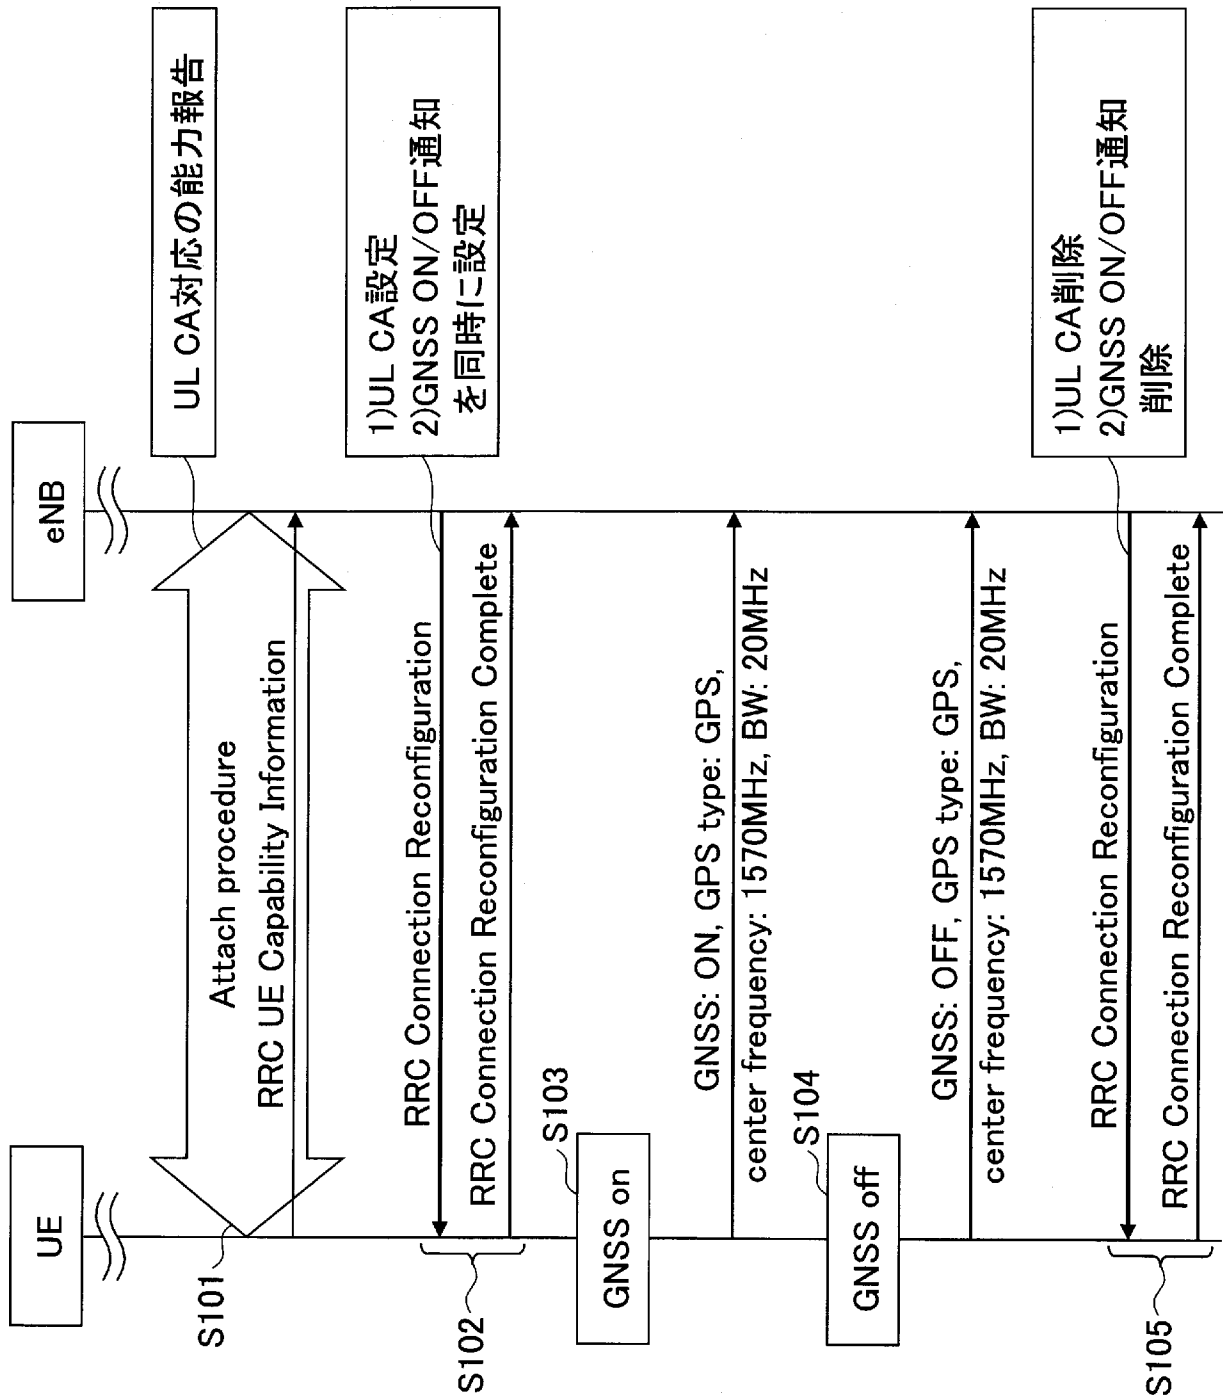 UE
eNB
S101
Attach procedure
RRC UE Capability Information
UL CA対応の能力報告
S102
RRC Connection Reconfiguration
RRC Connection Reconfiguration Complete
1)UL CA設定
2)GNSS ON/OFF通知
を同時に設定
S103
GNSS on
GNSS: ON, GPS type: GPS,
center frequency: 1570MHz, BW: 20MHz
S104
GNSS off
GNSS: OFF, GPS type: GPS,
center frequency: 1570MHz, BW: 20MHz
S105
RRC Connection Reconfiguration
RRC Connection Reconfiguration Complete
1)UL CA削除
2)GNSS ON/OFF通知
削除